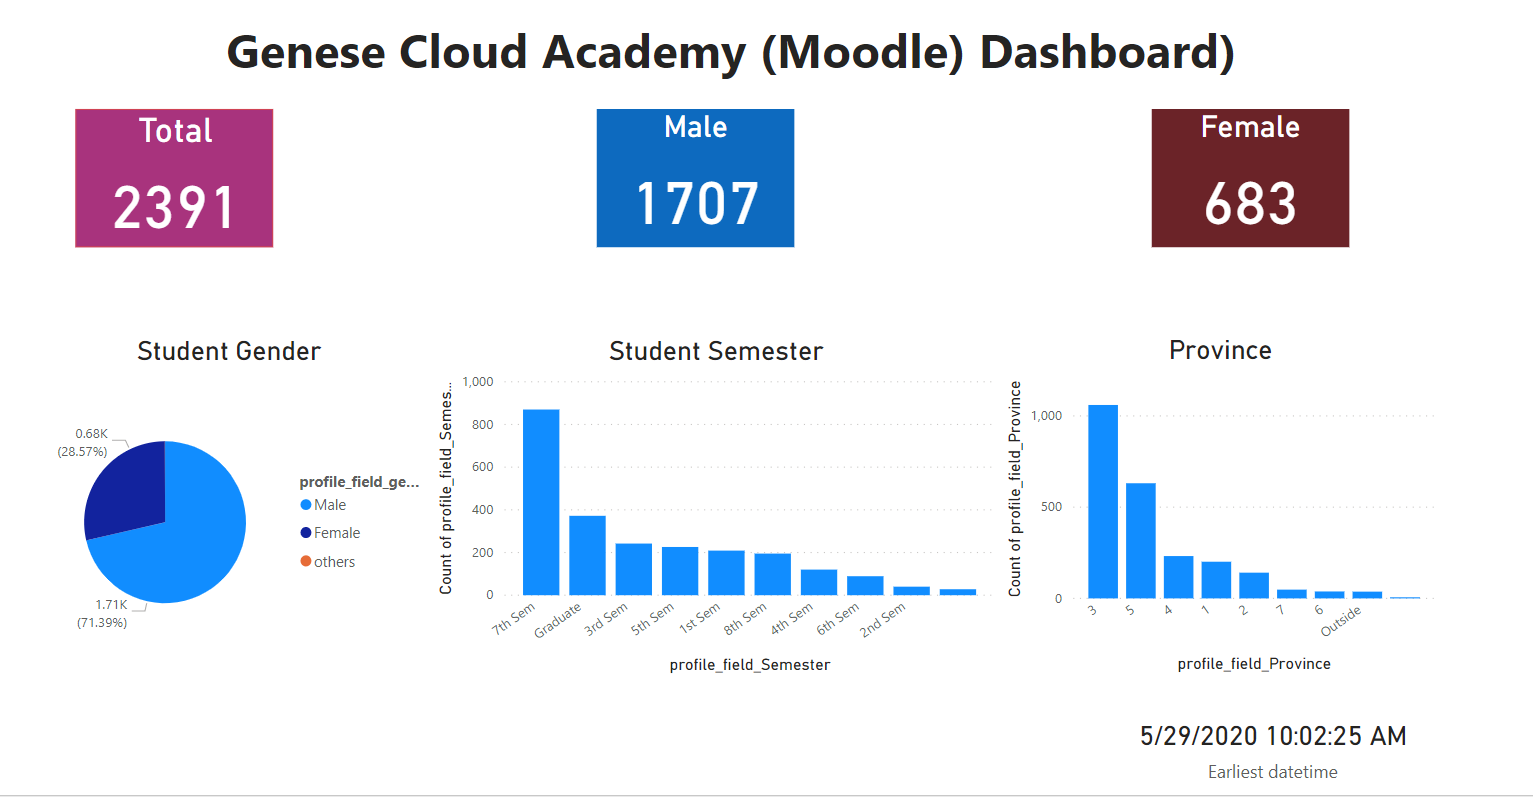 Genese Cloud Academy (Moodle) Dashboard)
Total
2391
Male
1707
Female
683
Student Gender
0.68K
(28.57%)
1.71K
(71.39%)
profile_field_ge...
Male
Female
others
Student Semester
Count of profile_field_Semes...
1,000
800
600
400
200
0
7th Sem
Graduate
3rd Sem
5th Sem
1st Sem
8th Sem
4th Sem
6th Sem
2nd Sem
profile_field_Semester
Province
Count of profile_field_Province
1,000
500
0
3
5
4
1
2
7
6
Outside
profile_field_Province
5/29/2020 10:02:25 AM
Earliest datetime